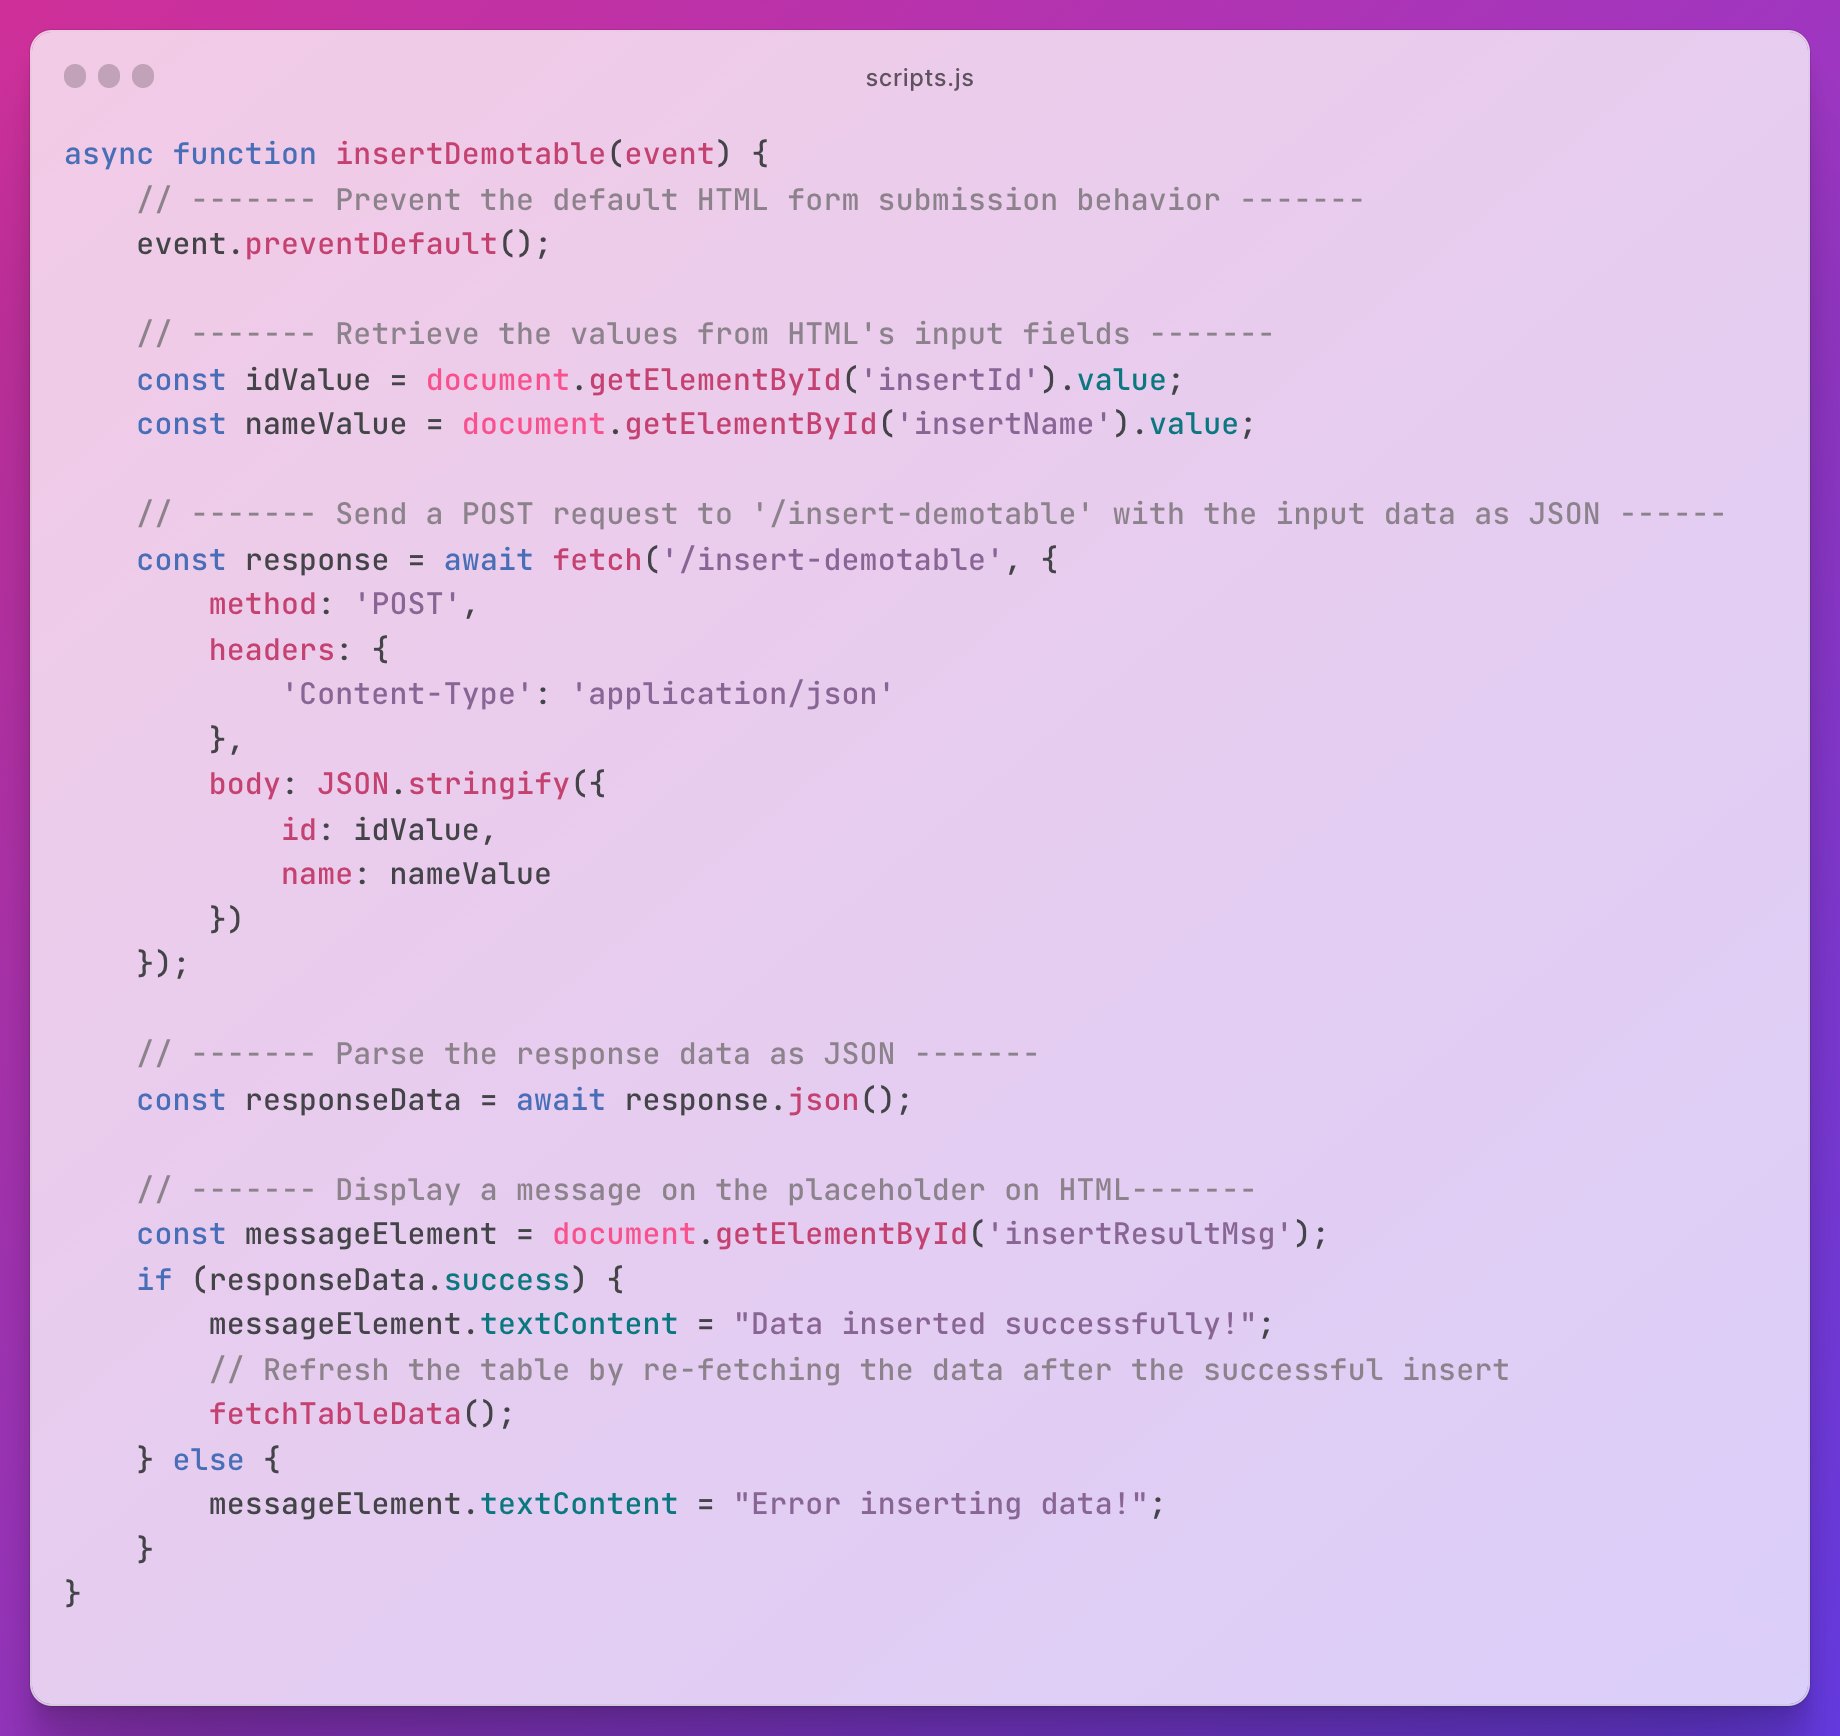 scripts.js
async function insertDemotable(event) {
    // ------- Prevent the default HTML form submission behavior -------
    event.preventDefault();

    // ------- Retrieve the values from HTML's input fields -------
    const idValue = document.getElementById('insertId').value;
    const nameValue = document.getElementById('insertName').value;

    // ------- Send a POST request to '/insert-demotable' with the input data as JSON ------
    const response = await fetch('/insert-demotable', {
        method: 'POST',
        headers: {
            'Content-Type': 'application/json'
        },
        body: JSON.stringify({
            id: idValue,
            name: nameValue
        })
    });

    // ------- Parse the response data as JSON -------
    const responseData = await response.json();

    // ------- Display a message on the placeholder on HTML-------
    const messageElement = document.getElementById('insertResultMsg');
    if (responseData.success) {
        messageElement.textContent = "Data inserted successfully!";
        // Refresh the table by re-fetching the data after the successful insert
        fetchTableData();
    } else {
        messageElement.textContent = "Error inserting data!";
    }
}